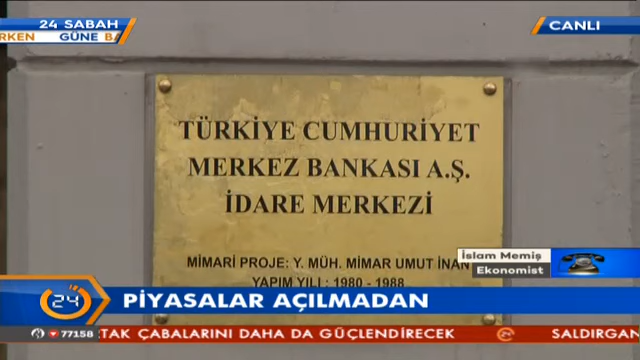 24 SABAH
CANLI
RKEN GÜNE
TÜRKİYE CUMHURİYET
MERKEZ BANKASI A.Ş.
İDARE MERKEZİ
MİMARİ PROJE: Y. MÜH. MİMAR UMUT İNAN
YAPIM YILI : 1980 - 1988
İslam Memiş
Ekonomist
24
PİYASALAR AÇILMADAN
77158 TAK ÇABALARINI DAHA DA GÜÇLENDİRECEK SALDIRGAN